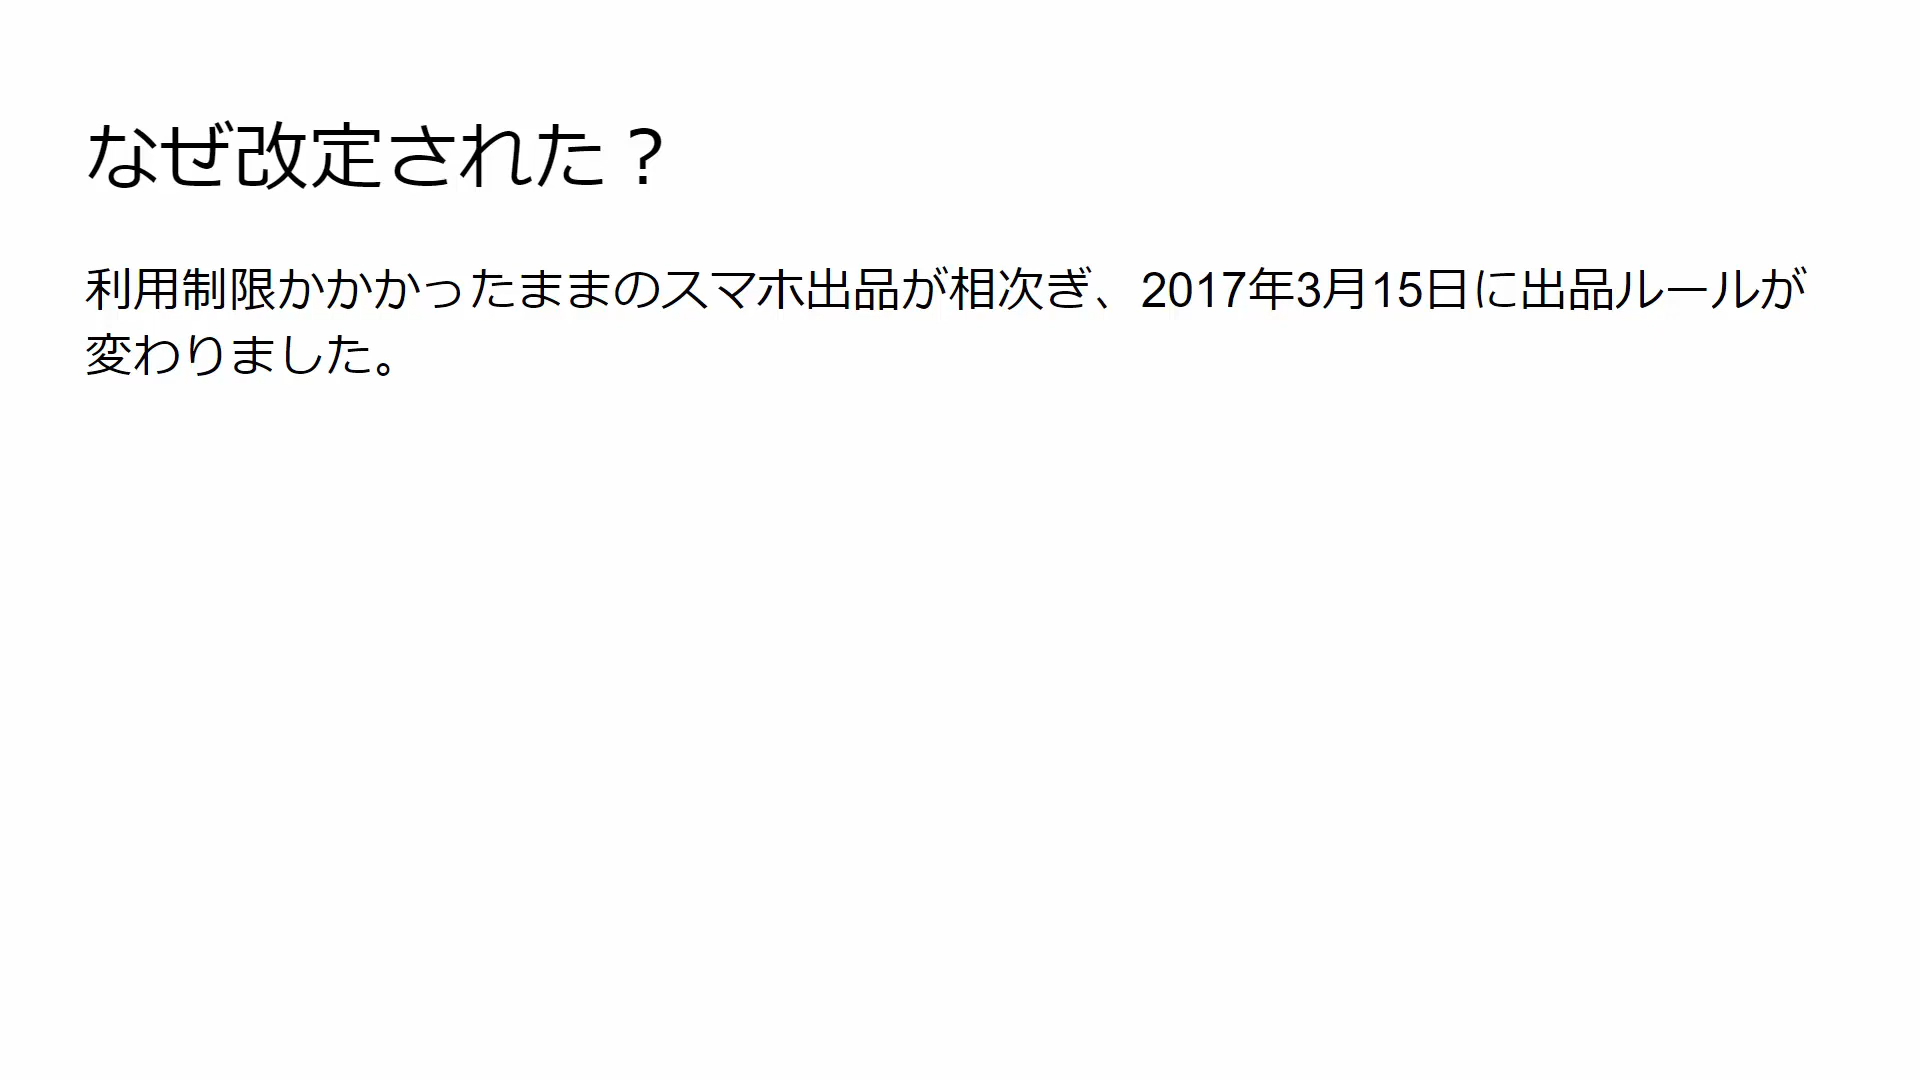 なぜ改定された？
利用制限かかかったままのスマホ出品が相次ぎ、2017年3月15日に出品ルールが
変わりました。